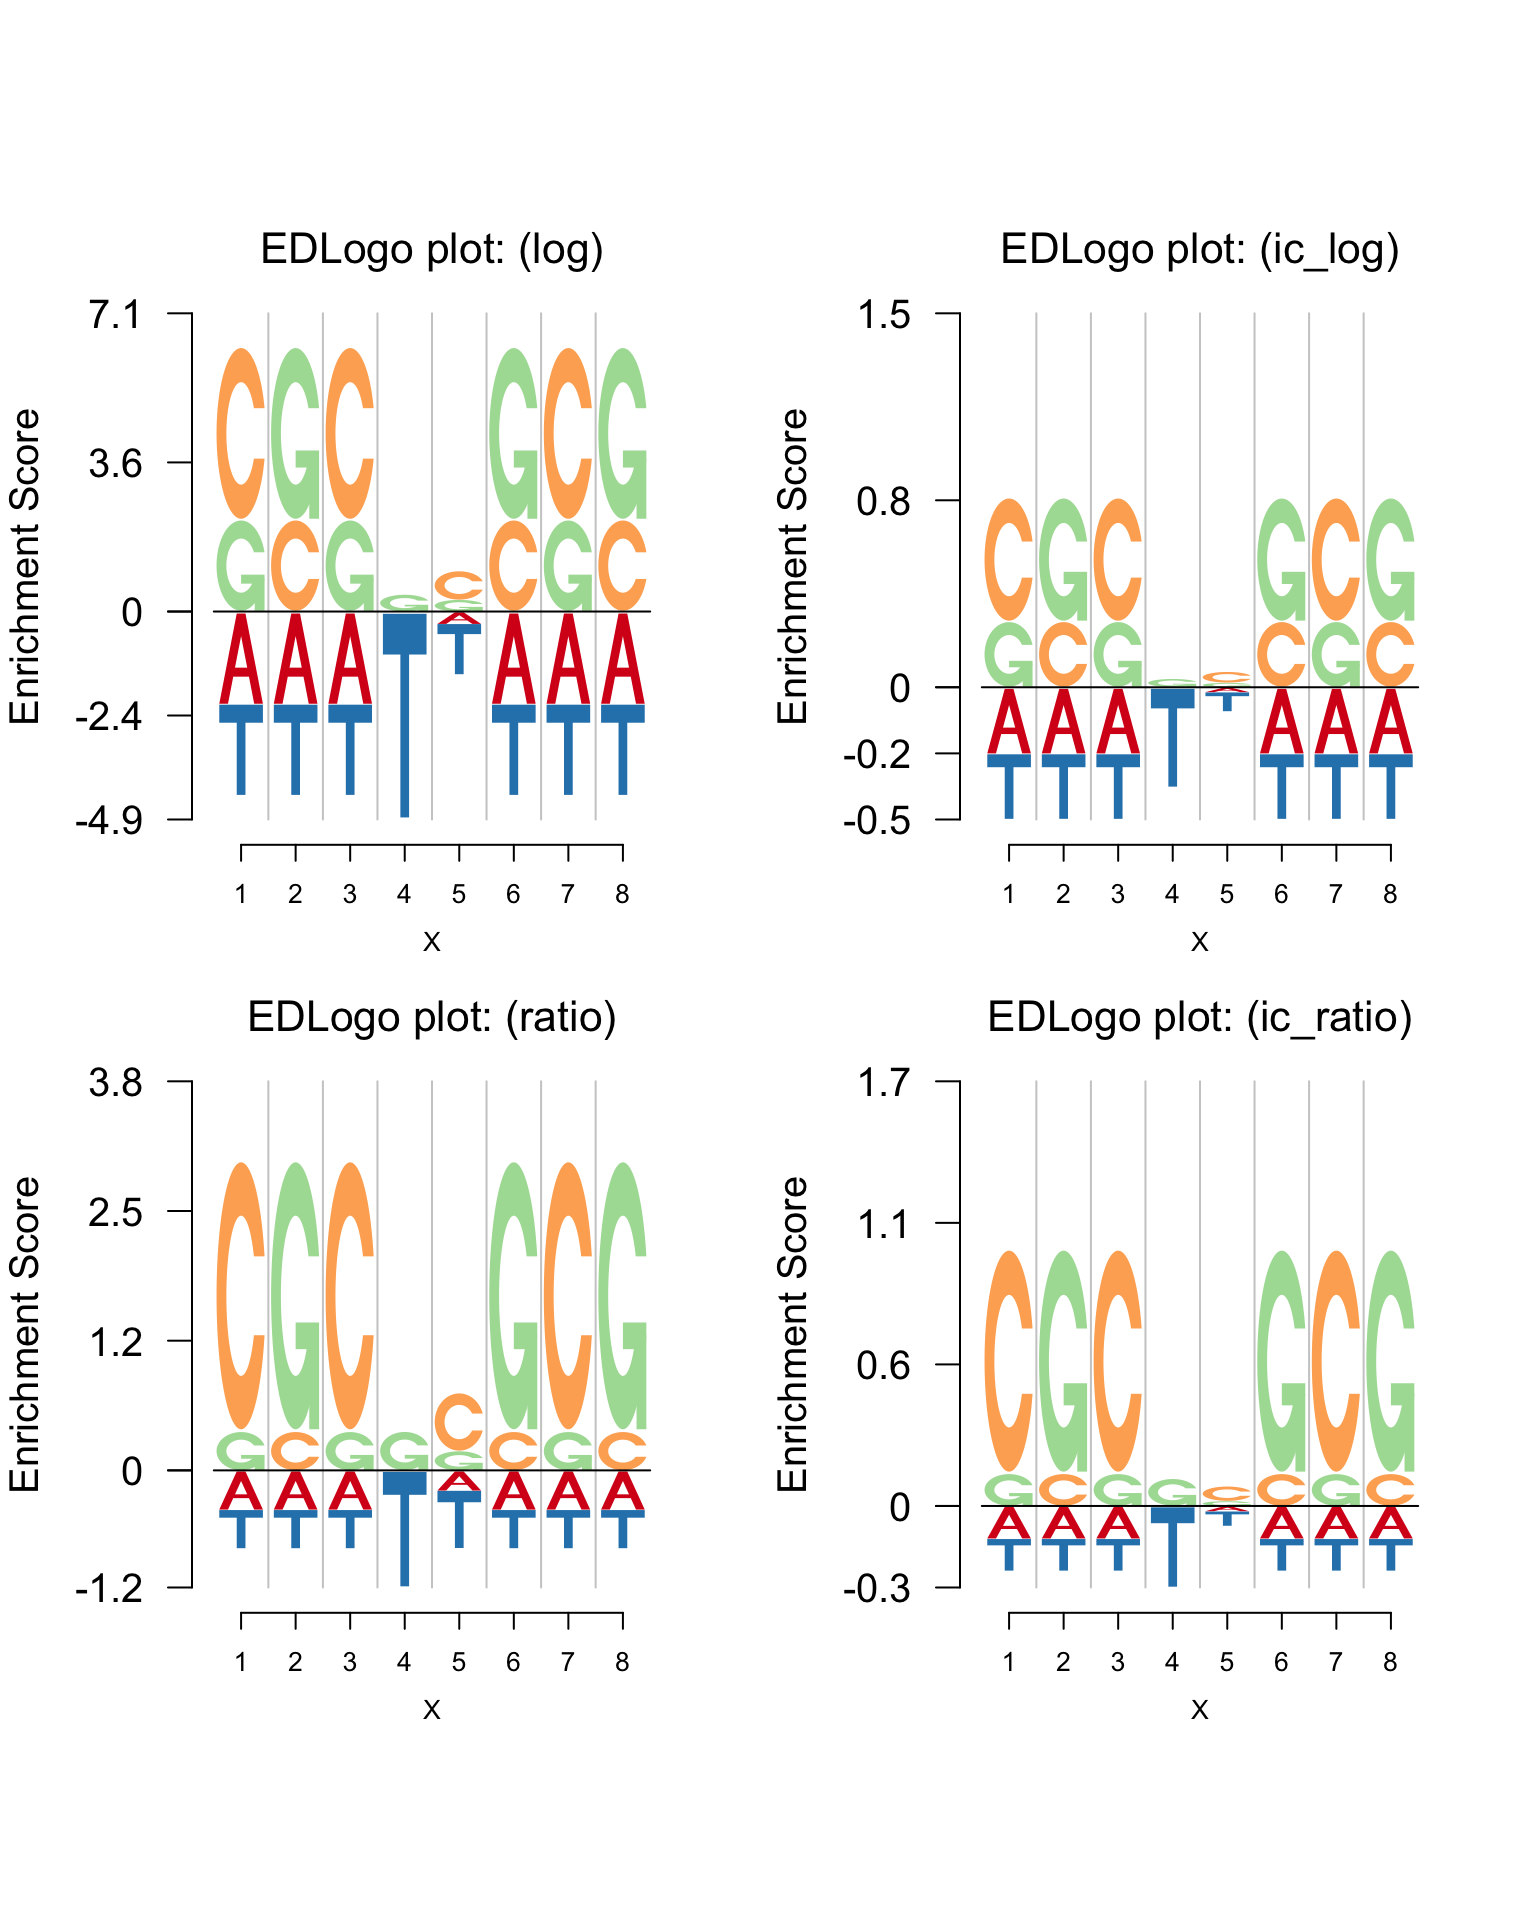 EDLogo plot: (log)
7.1
3.6
0
-2.4
-4.9
Enrichment Score
C G C G C G
G C G G C C G C
G
A A A A A A A
T T T T T T T T
1 2 3 4 5 6 7 8
X
EDLogo plot: (ic_log)
1.5
0.8
0
-0.2
-0.5
Enrichment Score
C G C G C G
G C G G C C G C
G
A A A A A A A
T T T T T T T T
1 2 3 4 5 6 7 8
X
EDLogo plot: (ratio)
3.8
2.5
1.2
0
-1.2
Enrichment Score
C G C C G C G
G C G G G C G C
A A A A A A A
T T T T T T T T
1 2 3 4 5 6 7 8
X
EDLogo plot: (ic_ratio)
1.7
1.1
0.6
0
-0.3
Enrichment Score
C G C G C G
G C G G C C G C
G
A A A A A A A
T T T T T T T T
1 2 3 4 5 6 7 8
X